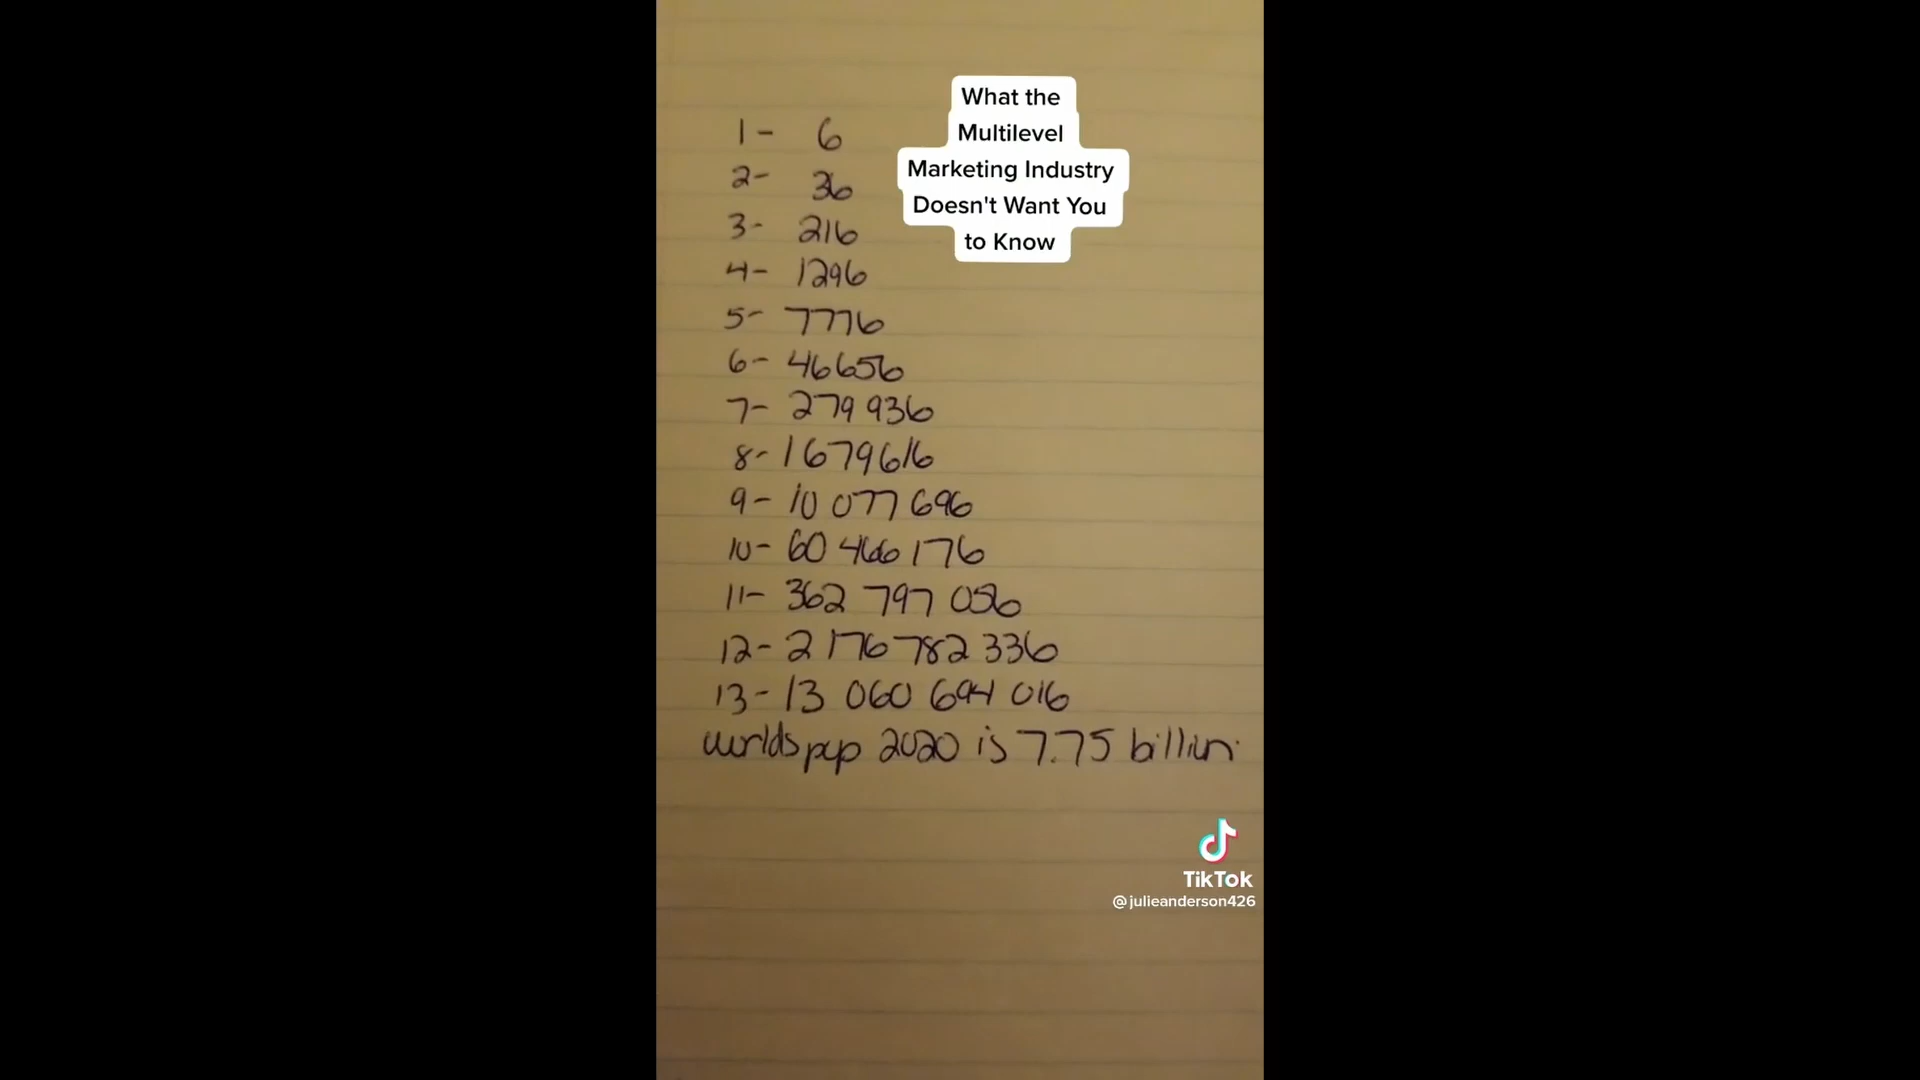 What the
Multilevel
Marketing Industry
Doesn't Want You
to Know
1- 6
2- 36
3- 216
4- 1296
5- 7776
6- 46656
7- 279 936
8- 1679616
9- 10 077 696
10- 60 466 176
11- 362 797 056
12- 2 176 782 336
13- 13 060 694 016
worlds pop 2020 is 7.75 billion
TikTok
@julieanderson426